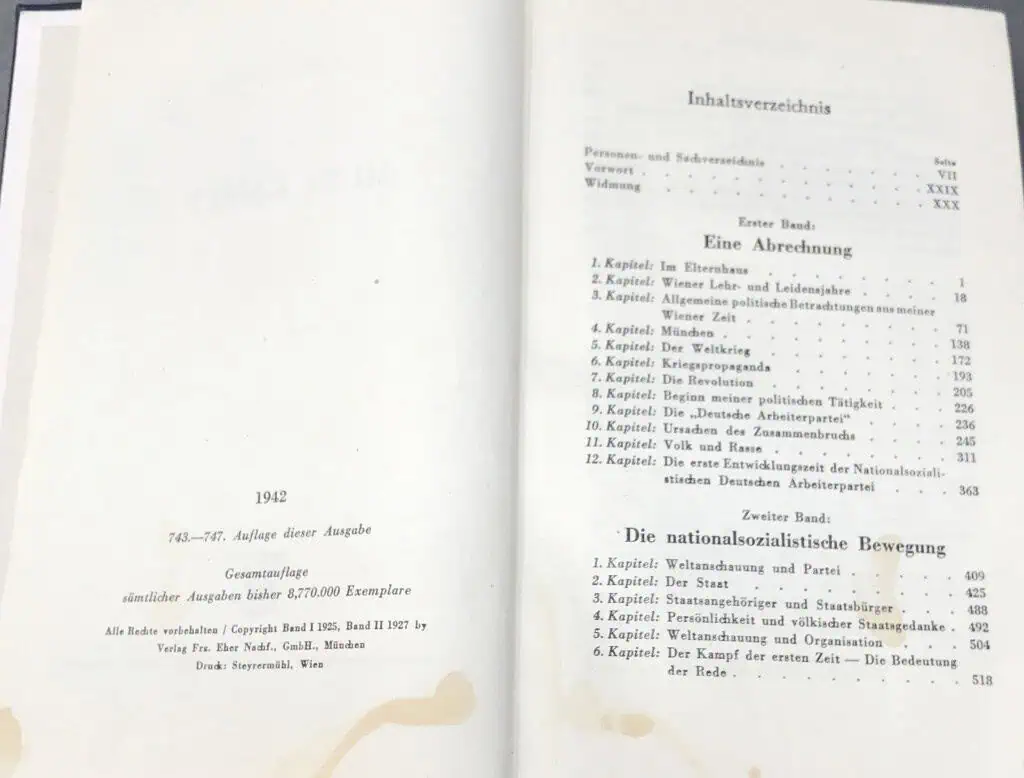 1942
743.—747. Auflage dieser Ausgabe
Gesamtauflage
sämtlicher Ausgaben bisher 8,770.000 Exemplare
Alle Rechte vorbehalten / Copyright Band I 1925, Band II 1927 by
Verlag Frz. Eher Nachf., GmbH., München
Druck: Steyrermühl, Wien
Inhaltsverzeichnis
Seite
Personen- und Sachverzeichnis . . . . . . . VII
Vorwort . . . . . . . . . . . XXIX
Widmung . . . . . . . . . . . XXX
Erster Band:
Eine Abrechnung
1. Kapitel: Im Elternhaus . . . . . . . . 1
2. Kapitel: Wiener Lehr- und Leidensjahre . . . . 18
3. Kapitel: Allgemeine politische Betrachtungen aus meiner
Wiener Zeit . . . . . . . . . 71
4. Kapitel: München . . . . . . . . . 138
5. Kapitel: Der Weltkrieg . . . . . . . 172
6. Kapitel: Kriegspropaganda . . . . . . . 193
7. Kapitel: Die Revolution . . . . . . . 205
8. Kapitel: Beginn meiner politischen Tätigkeit . . . 226
9. Kapitel: Die „Deutsche Arbeiterpartei“ . . . . 236
10. Kapitel: Ursachen des Zusammenbruchs . . . . 245
11. Kapitel: Volk und Rasse . . . . . . . 311
12. Kapitel: Die erste Entwicklungszeit der Nationalsoziali-
stischen Deutschen Arbeiterpartei . . . 363
Zweiter Band:
Die nationalsozialistische Bewegung
1. Kapitel: Weltanschauung und Partei . . . . . 409
2. Kapitel: Der Staat . . . . . . . . 425
3. Kapitel: Staatsangehöriger und Staatsbürger . . . 488
4. Kapitel: Persönlichkeit und völkischer Staatsgedanke . 492
5. Kapitel: Weltanschauung und Organisation . . . . 504
6. Kapitel: Der Kampf der ersten Zeit — Die Bedeutung
der Rede . . . . . . . . . 518